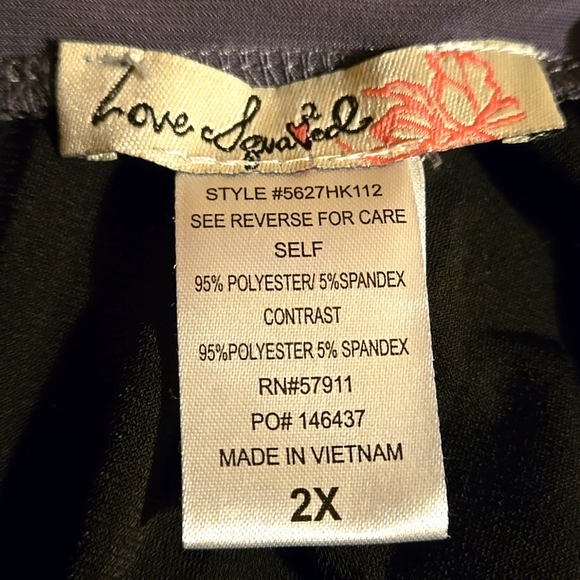 Love Squared
STYLE #5627HK112
SEE REVERSE FOR CARE
SELF
95% POLYESTER/ 5%SPANDEX
CONTRAST
95%POLYESTER 5% SPANDEX
RN#57911
PO# 146437
MADE IN VIETNAM
2X